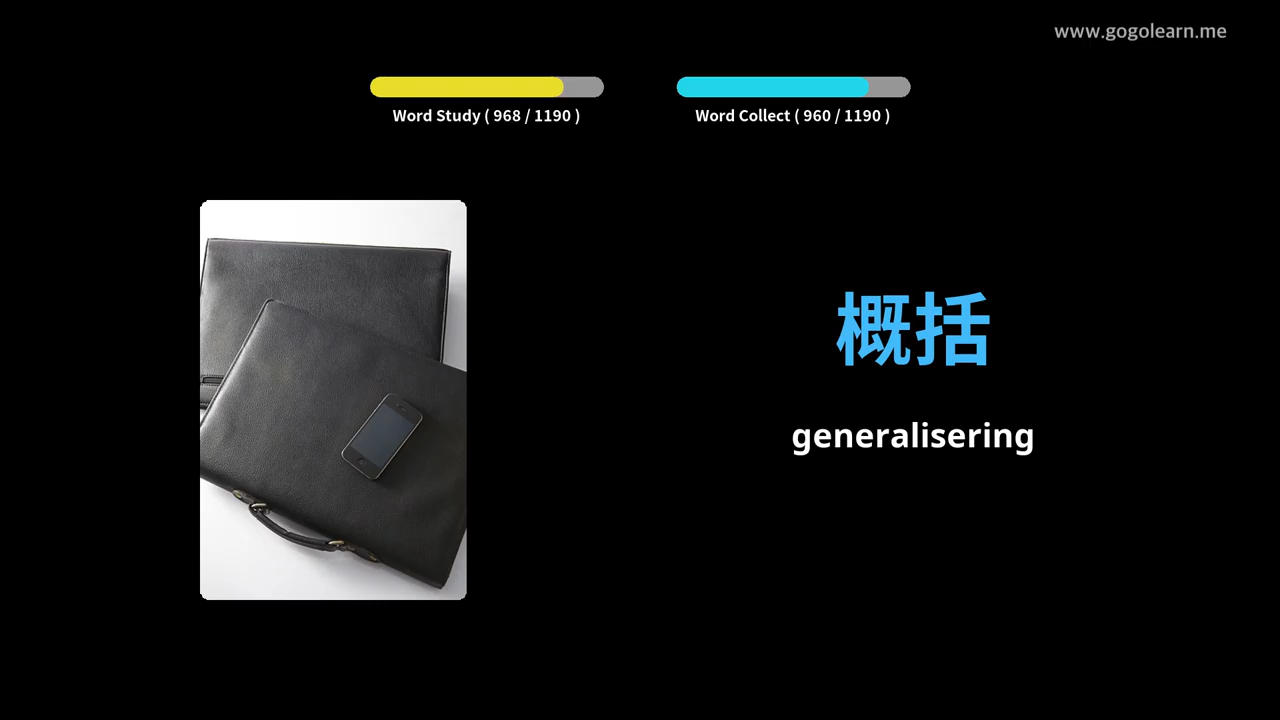 www.gogolearn.me
Word Study ( 968 / 1190 )
Word Collect ( 960 / 1190 )
概括
generalisering